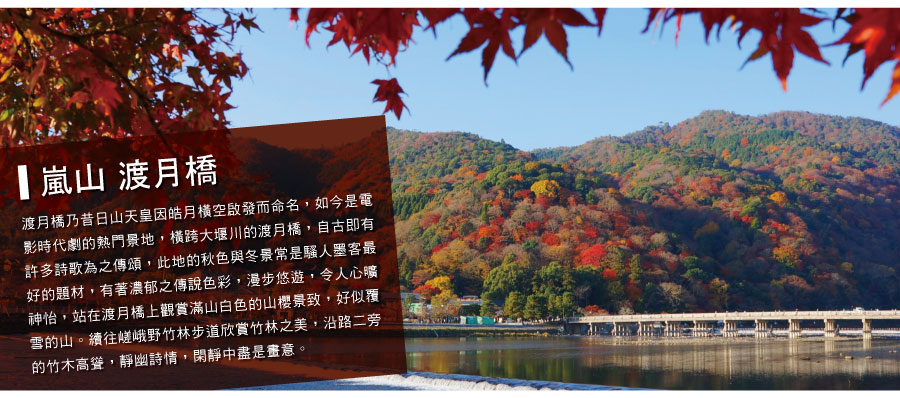 嵐山 渡月橋
渡月橋乃昔日山天皇因皓月橫空啟發而命名，如今是電
影時代劇的熱門景地，橫跨大堰川的渡月橋，自古即有
許多詩歌為之傳頌，此地的秋色與冬景常是騷人墨客最
好的題材，有著濃郁之傳說色彩，漫步悠遊，令人心曠
神怡，站在渡月橋上觀賞滿山白色的山櫻景致，好似覆
雪的山。續往嵯峨野竹林步道欣賞竹林之美，沿路二旁
的竹木高聳，靜幽詩情，閑靜中盡是畫意。